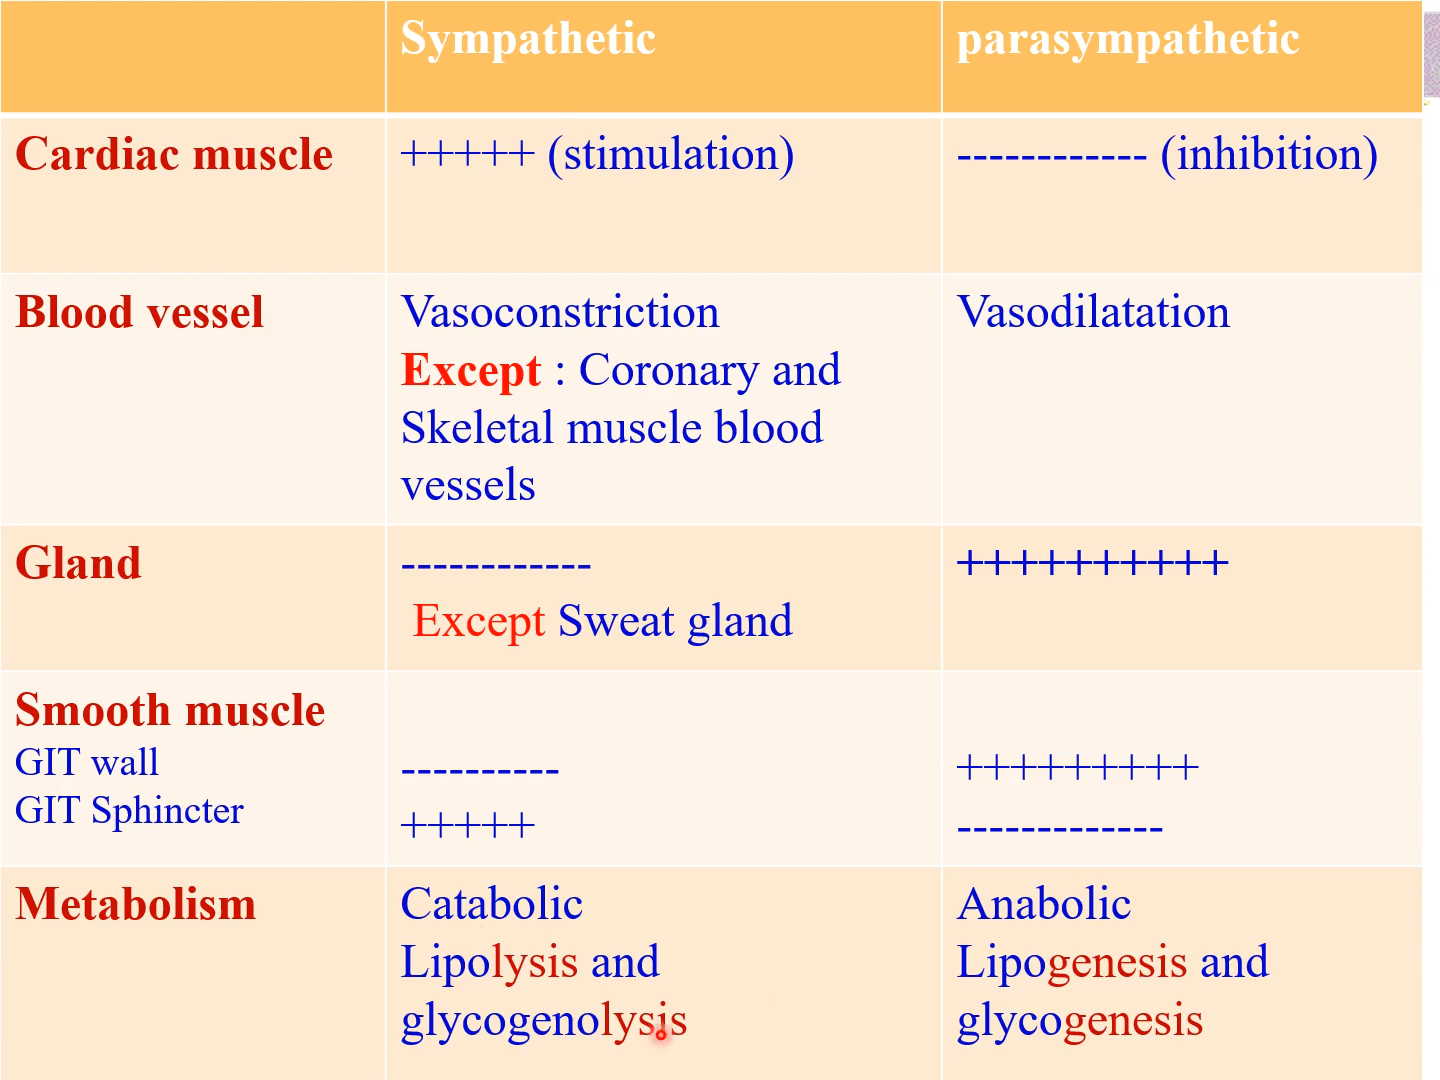 Sympathetic
parasympathetic
Cardiac muscle
+++++ (stimulation)
------------ (inhibition)
Blood vessel
Vasoconstriction
Except : Coronary and
Skeletal muscle blood
vessels
Vasodilatation
Gland
------------
Except Sweat gland
++++++++++
Smooth muscle
GIT wall
GIT Sphincter
----------
+++++
+++++++++
-------------
Metabolism
Catabolic
Lipolysis and
glycogenolysis
Anabolic
Lipogenesis and
glycogenesis